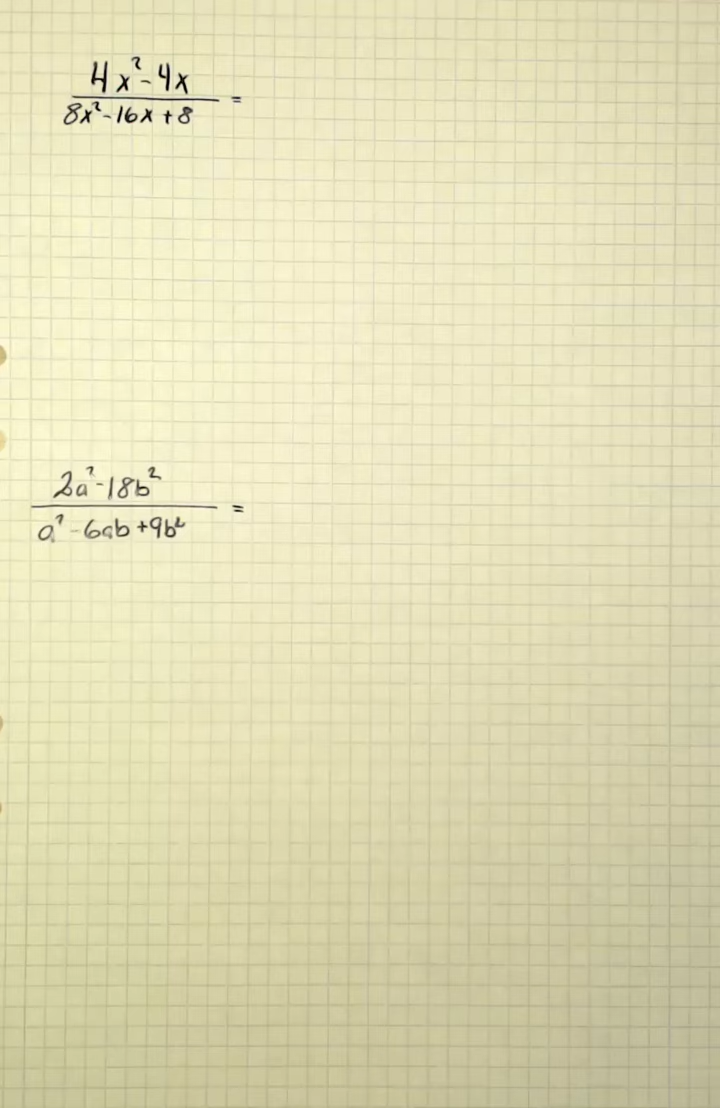 4x² - 4x
8x² - 16x + 8 =
2a² - 18b²
a² - 6ab + 9b² =